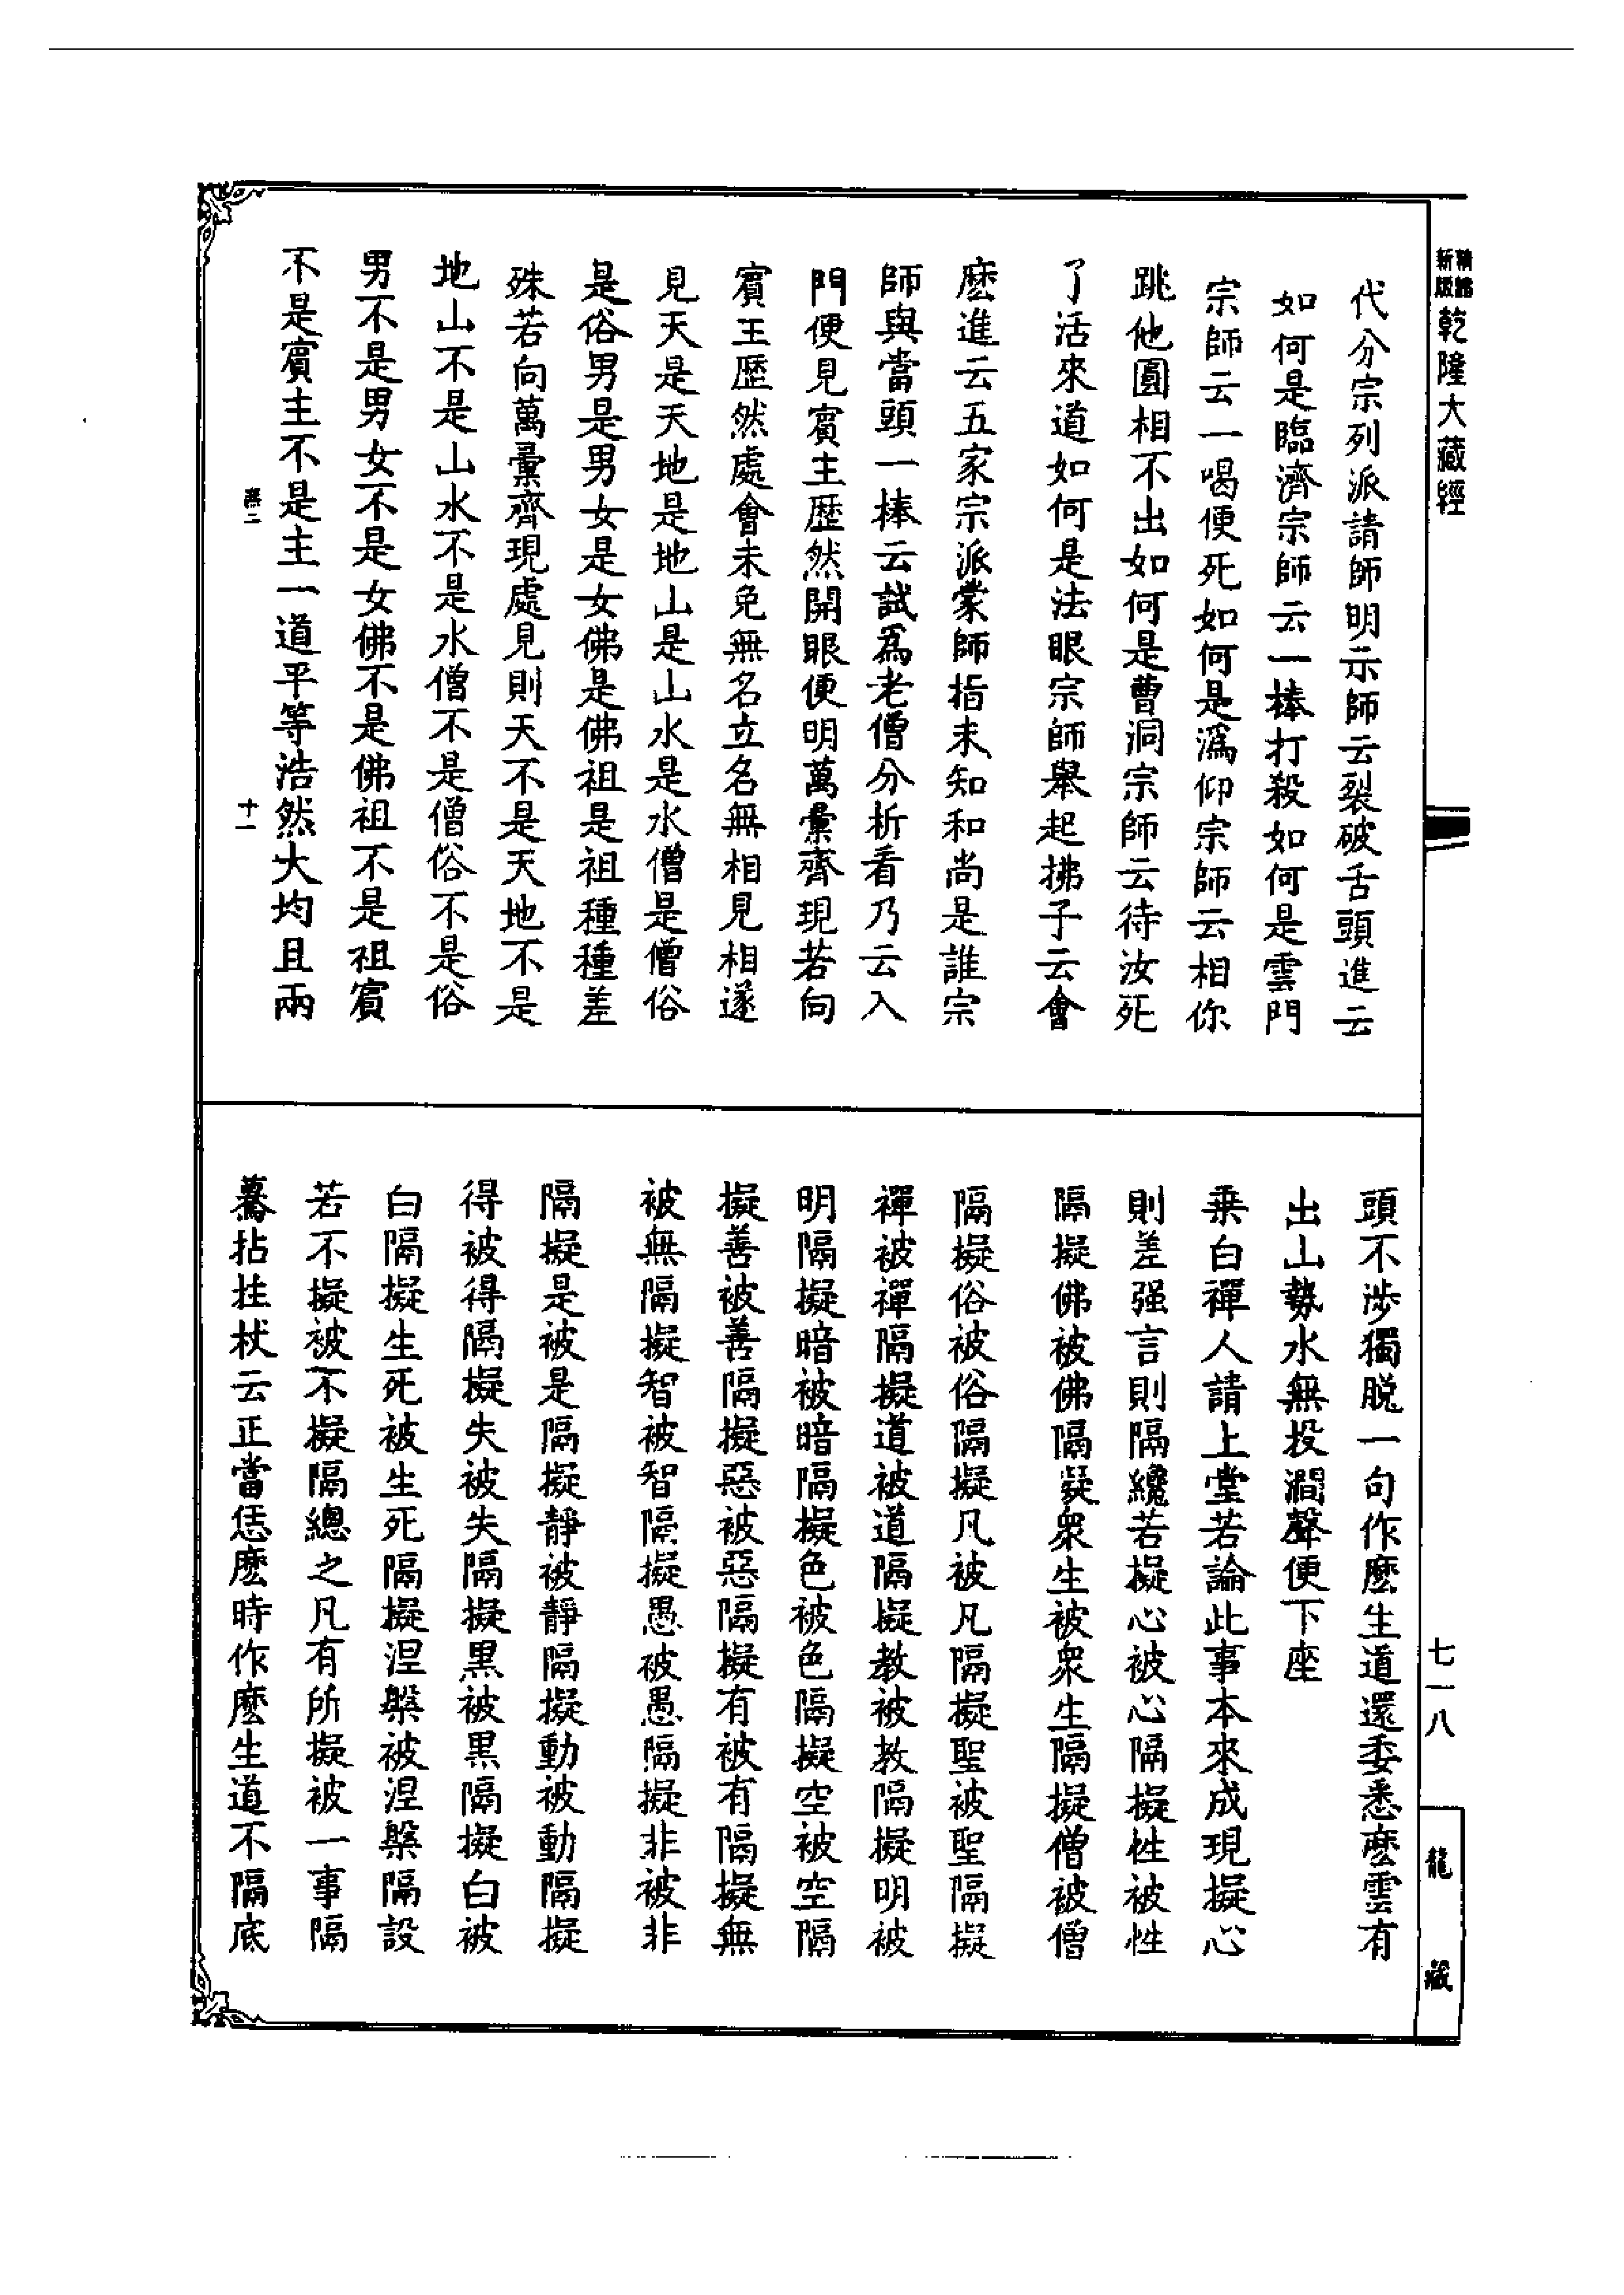 新版
乾隆大藏經
代分宗列派請師明示師云裂破舌頭進云
如何是臨濟宗師云一棒打殺如何是雲門
宗師云一喝便死如何是溈仰宗師云相你
跳他圓相不出如何是曹洞宗師云待汝死
了活來道如何是法眼宗師舉起拂子云會
麽進云五家宗派蒙師指未知和尚是誰宗
師與當頭一棒云試為老僧分析看乃云入
門便見賓主歷然開眼便明萬彙齊現若向
賓主歷然處會未免無名立名無相見相遂
見天是天地是地山是山水是水僧是僧俗
是俗男是男女是女佛是佛祖是祖種種差
殊若向萬彙齊現處見則天不是天地不是
地山不是山水不是水僧不是僧俗不是俗
男不是男女不是女佛不是佛祖不是祖賓
不是賓主不是主一道平等浩然大均且兩
十一
七一八
頭不涉獨脫一句作麽生道還委悉麽雲有
出山勢水無投澗聲便下座
乘白禪人請上堂若論此事本來成現擬心
則差强言則隔纔若擬心被心隔擬性被性
隔擬佛被佛隔擬衆生被衆生隔擬僧被僧
隔擬俗被俗隔擬凡被凡隔擬聖被聖隔擬
禪被禪隔擬道被道隔擬教被教隔擬明被
明隔擬暗被暗隔擬色被色隔擬空被空隔
擬善被善隔擬惡被惡隔擬有被有隔擬無
被無隔擬智被智隔擬愚被愚隔擬非被非
隔擬是被是隔擬靜被靜隔擬動被動隔擬
得被得隔擬失被失隔擬黑被黑隔擬白被
白隔擬生死被生死隔擬涅槃被涅槃隔設
若不擬被不擬隔總之凡有所擬被一事隔
驀拈拄杖云正當恁麽時作麽生道不隔底
龍藏